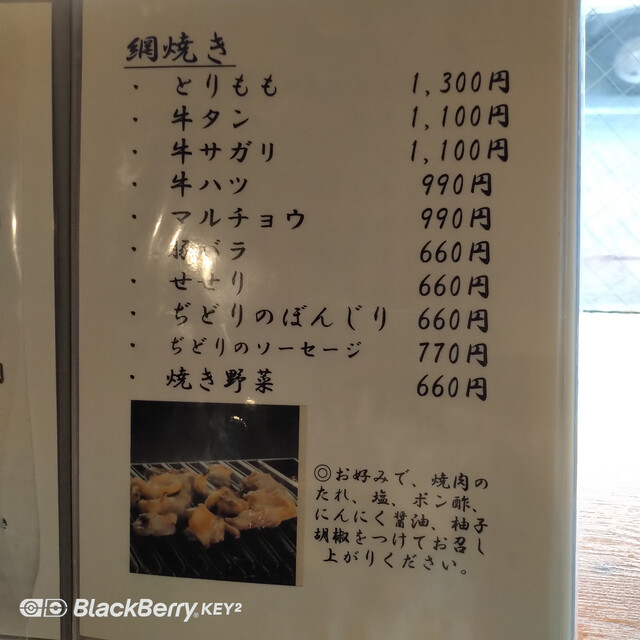 網焼き
・ とりもも 1,300円
・ 牛タン 1,100円
・ 牛サガリ 1,100円
・ 牛ハツ 990円
・ マルチョウ 990円
・ 豚バラ 660円
・ せせり 660円
・ ぢどりのぼんじり 660円
・ ぢどりのソーセージ 770円
・ 焼き野菜 660円
◎お好みで、焼肉の
たれ、塩、ポン酢、
にんにく醤油、柚子
胡椒をつけてお召し
上がりください。
BlackBerry KEY2